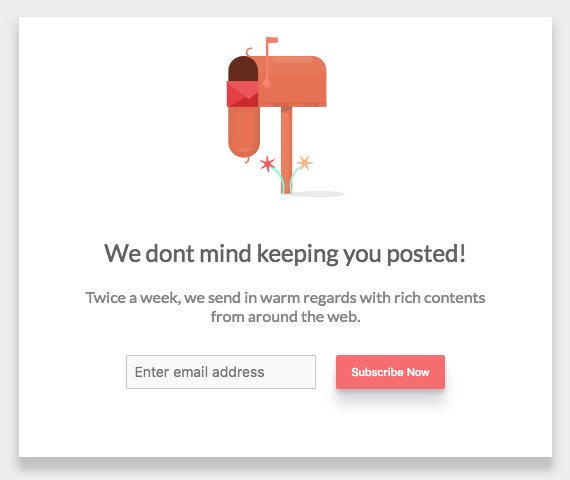 We dont mind keeping you posted!
Twice a week, we send in warm regards with rich contents
from around the web.
Enter email address
Subscribe Now